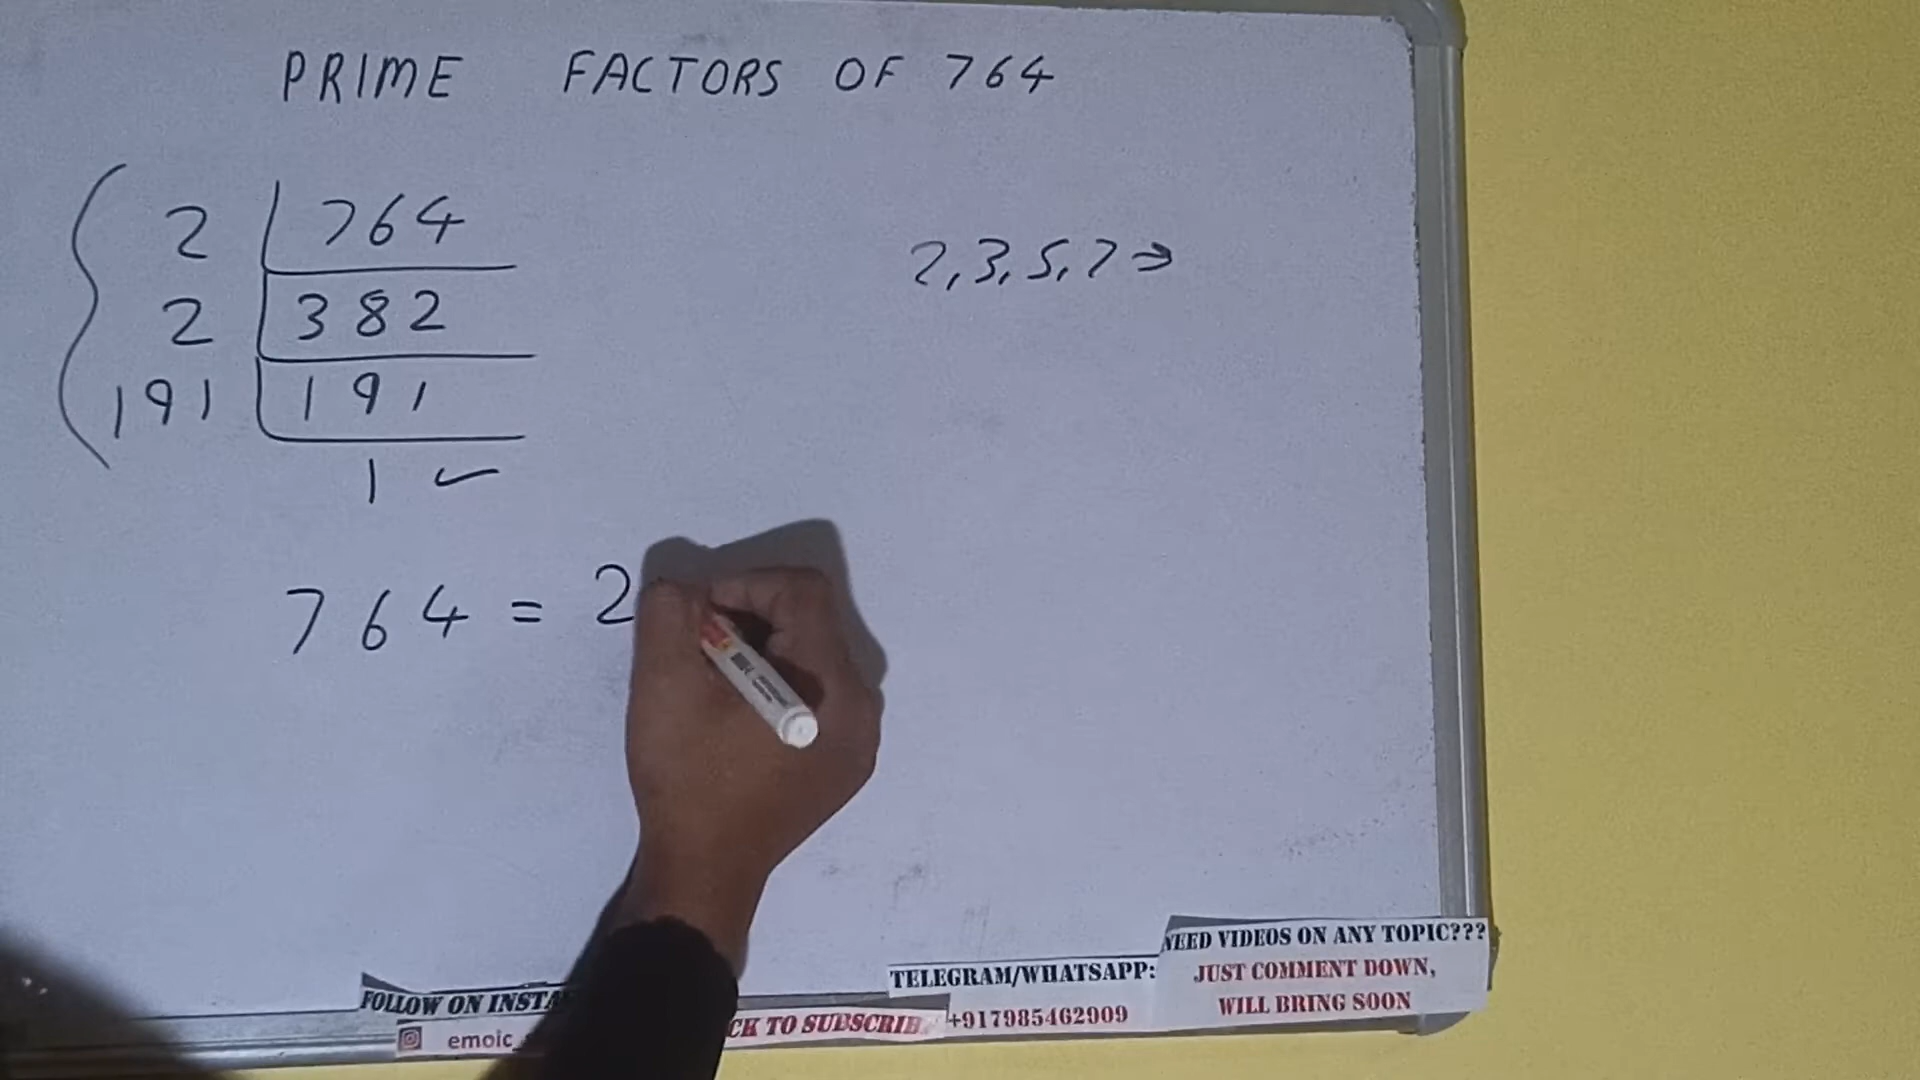 PRIME FACTORS OF 764
2 764
2 382
191 191
1 ✓
2,3,5,7 ⇒
764 = 2
FOLLOW ON INSTA
emoic_
CK TO SUBSCRIB
TELEGRAM/WHATSAPP:
+917985462909
NEED VIDEOS ON ANY TOPIC???
JUST COMMENT DOWN,
WILL BRING SOON